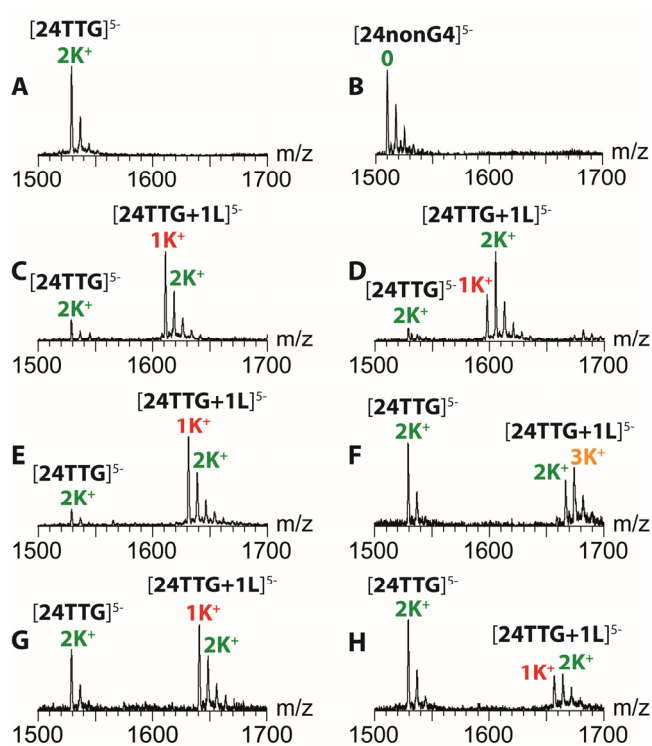 [24TTG]5-
2K+
A
m/z
1500 1600 1700
[24nonG4]5-
0
B
m/z
1500 1600 1700
[24TTG+1L]5-
1K+
C
[24TTG]5-
2K+
2K+
m/z
1500 1600 1700
[24TTG+1L]5-
2K+
D
[24TTG]5-
1K+
2K+
m/z
1500 1600 1700
[24TTG+1L]5-
1K+
E
[24TTG]5-
2K+
2K+
m/z
1500 1600 1700
[24TTG]5-
2K+
F
[24TTG+1L]5-
2K+
3K+
m/z
1500 1600 1700
[24TTG+1L]5-
1K+
G
[24TTG]5-
2K+
2K+
m/z
1500 1600 1700
[24TTG]5-
2K+
H
[24TTG+1L]5-
1K+
2K+
m/z
1500 1600 1700